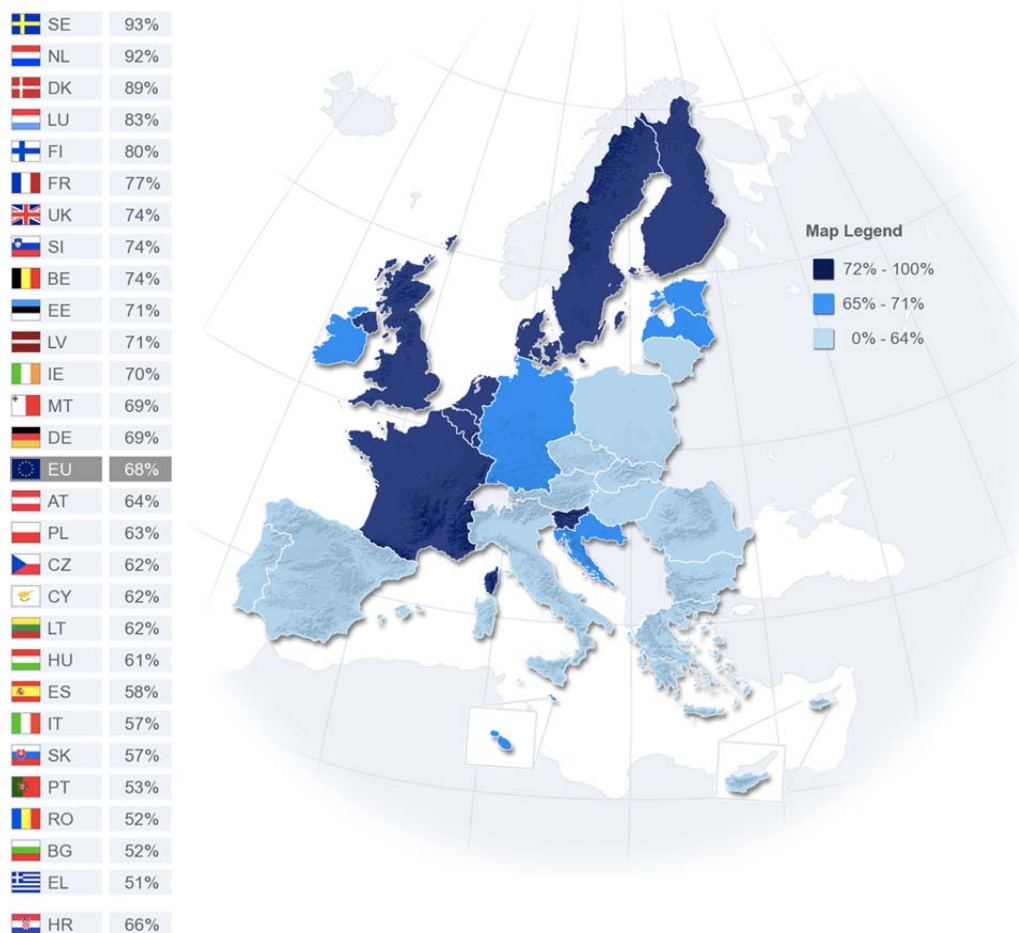 SE 93%
NL 92%
DK 89%
LU 83%
FI 80%
FR 77%
UK 74%
SI 74%
BE 74%
EE 71%
LV 71%
IE 70%
MT 69%
DE 69%
EU 68%
AT 64%
PL 63%
CZ 62%
CY 62%
LT 62%
HU 61%
ES 58%
IT 57%
SK 57%
PT 53%
RO 52%
BG 52%
EL 51%
HR 66%
Map Legend
72% - 100%
65% - 71%
0% - 64%